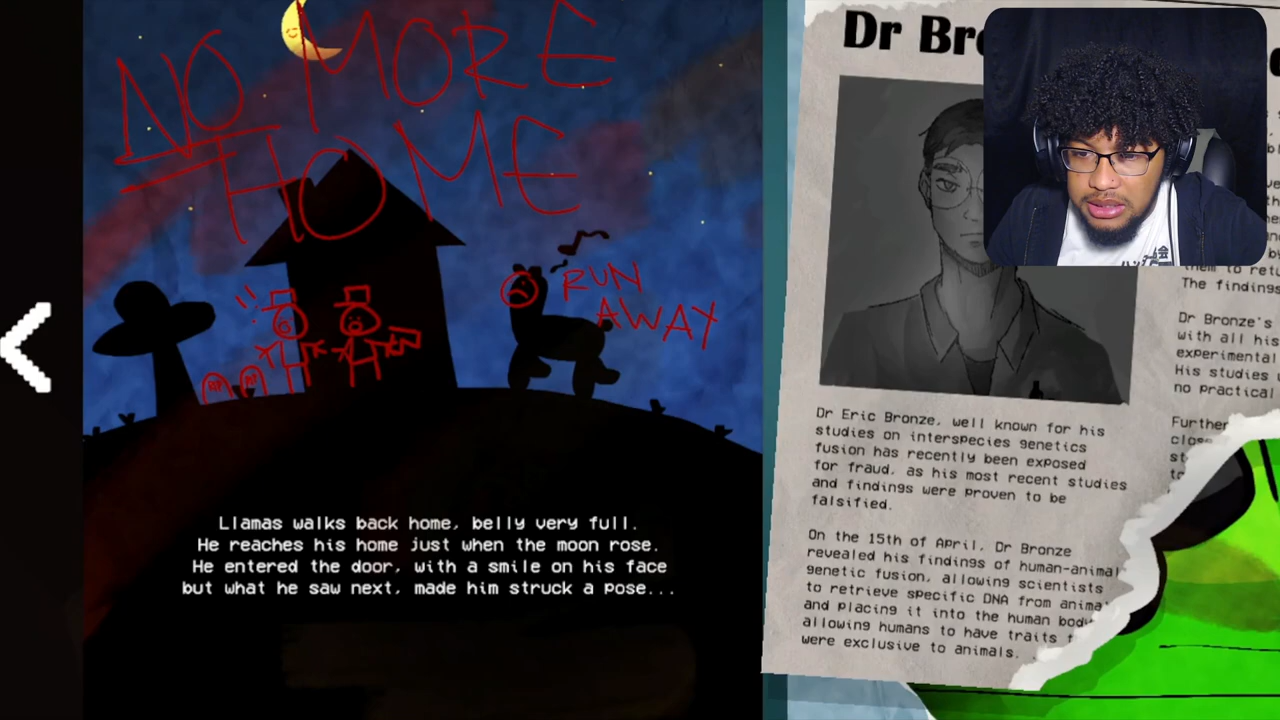 NO MORE
HOME
RUN
AWAY
Llamas walks back home, belly very full.
He reaches his home just when the moon rose.
He entered the door, with a smile on his face
but what he saw next, made him struck a pose...
Dr Bro
Dr Eric Bronze, well known for his
studies on interspecies genetics
fusion has recently been exposed
for fraud, as his most recent studies
and findings were proven to be
falsified.
On the 15th of April, Dr Bronze
revealed his findings of human-animal
genetic fusion, allowing scientists
to retrieve specific DNA from anima
and placing it into the human body
allowing humans to have traits
were exclusive to animals.
them to retu
The findings
Dr Bronze's
with all his
experimental
His studies
no practical
Further